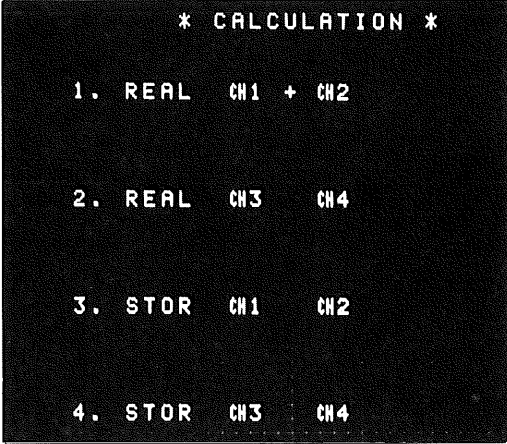 * CALCULATION *
1. REAL CH1 + CH2
2. REAL CH3 CH4
3. STOR CH1 CH2
4. STOR CH3 CH4